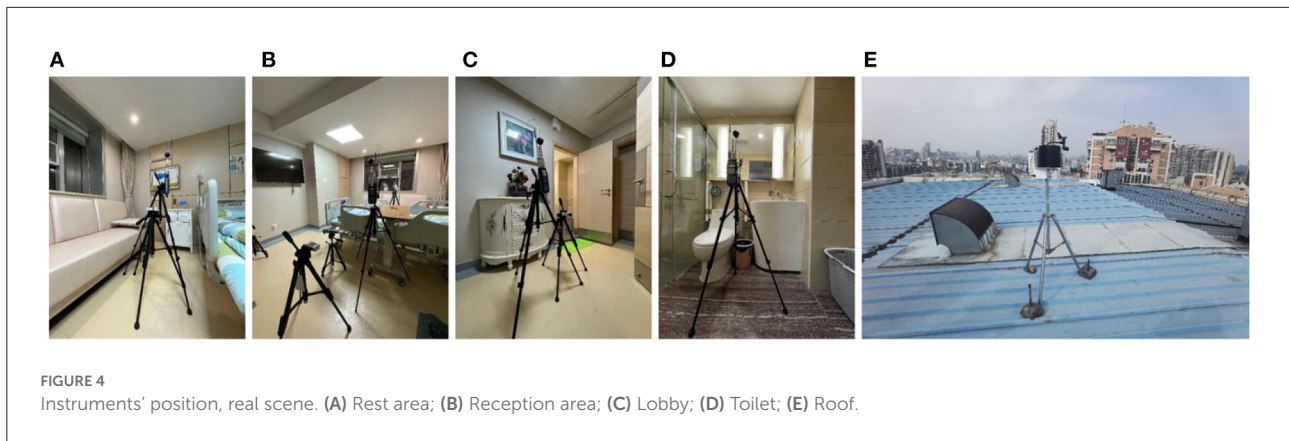 A B C D E
FIGURE 4
Instruments' position, real scene. (A) Rest area; (B) Reception area; (C) Lobby; (D) Toilet; (E) Roof.